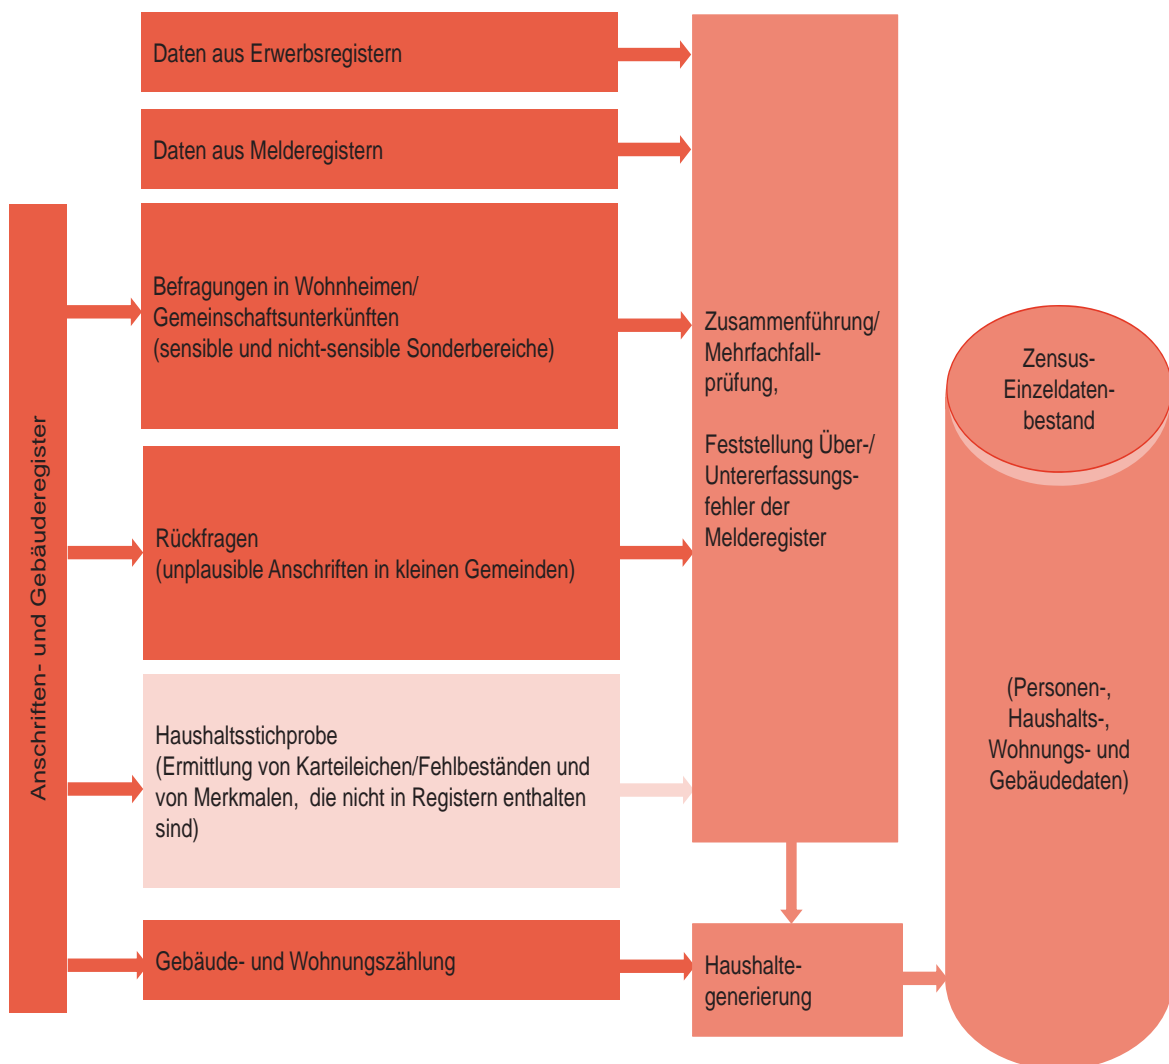 Daten aus Erwerbsregistern
Daten aus Melderegistern
Anschriften- und Gebäuderegister
Befragungen in Wohnheimen/
Gemeinschaftsunterkünften
(sensible und nicht-sensible Sonderbereiche)
Rückfragen
(unplausible Anschriften in kleinen Gemeinden)
Haushaltsstichprobe
(Ermittlung von Karteileichen/Fehlbeständen und
von Merkmalen, die nicht in Registern enthalten
sind)
Gebäude- und Wohnungszählung
Zusammenführung/
Mehrfachfall-
prüfung,
Feststellung Über-/
Untererfassungs-
fehler der
Melderegister
Haushalte-
generierung
Zensus-
Einzeldaten-
bestand
(Personen-,
Haushalts-,
Wohnungs- und
Gebäudedaten)